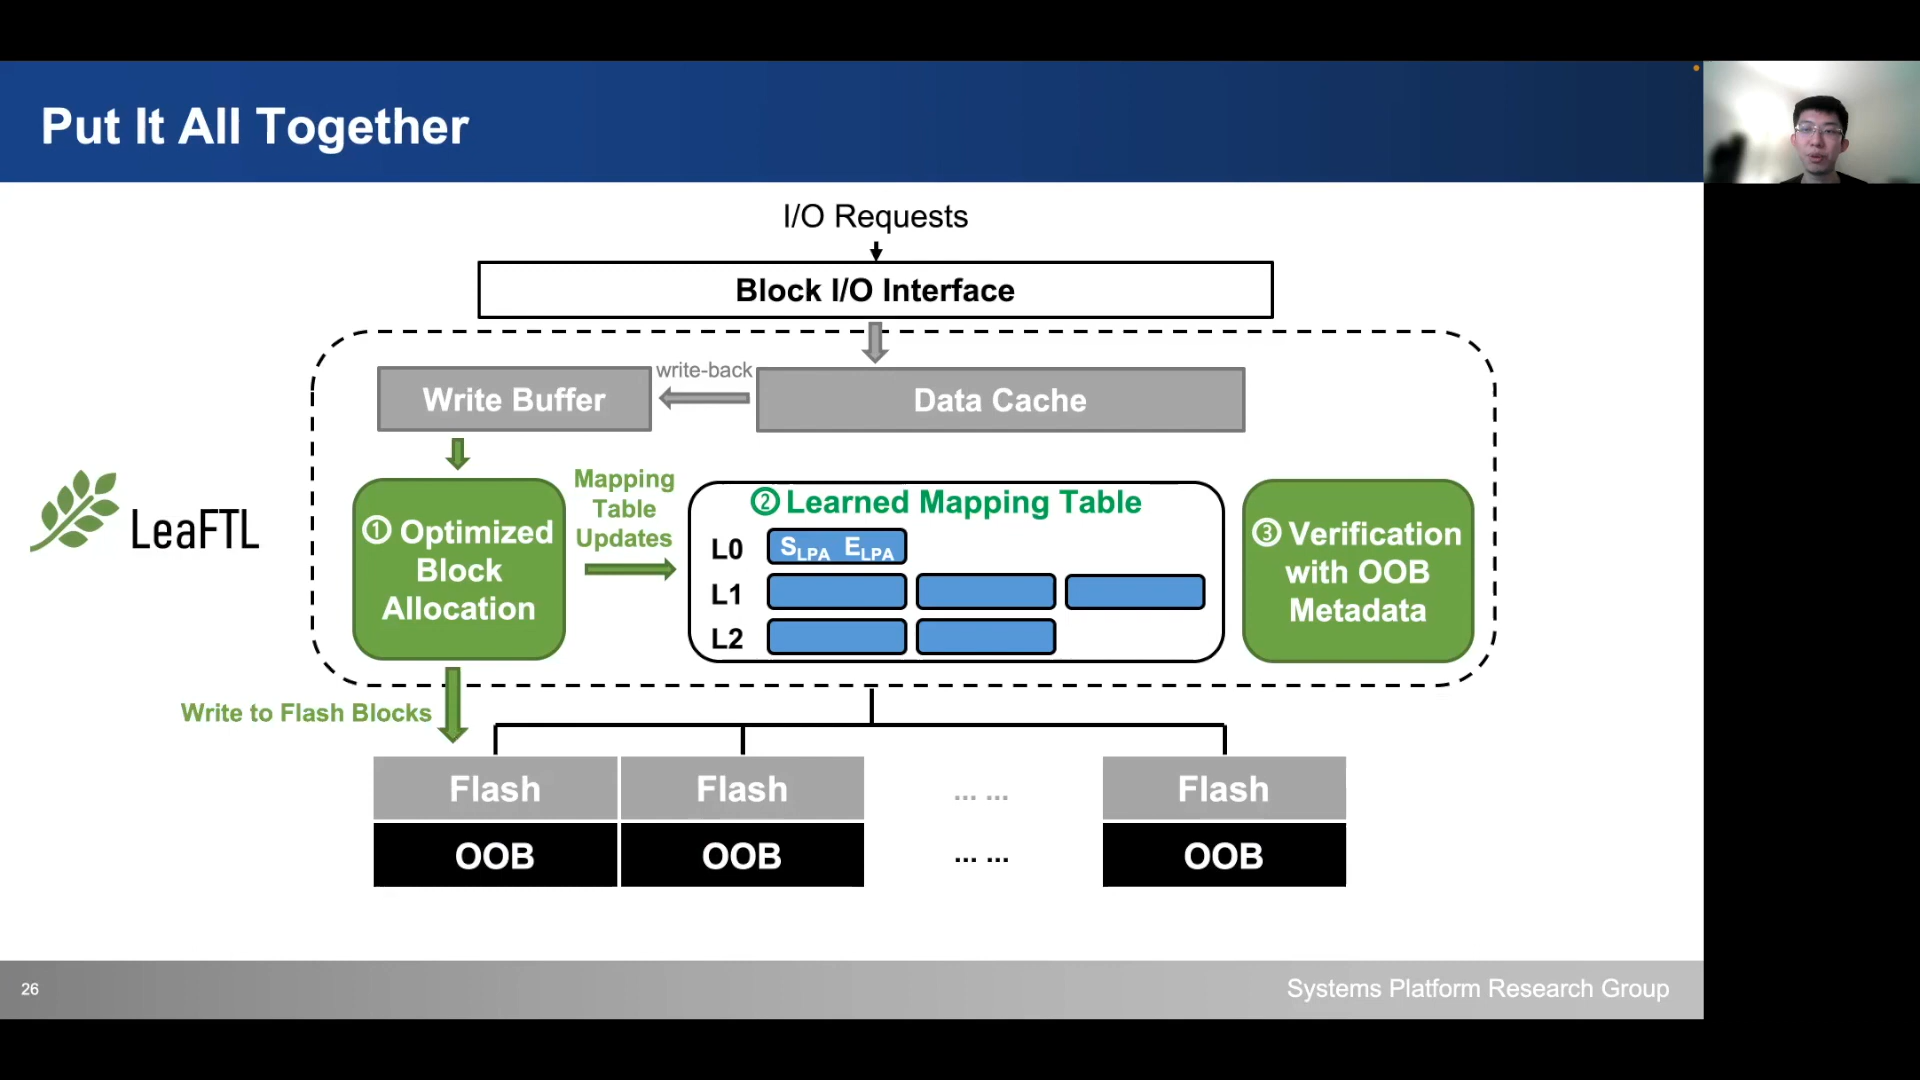 Put It All Together
I/O Requests
Block I/O Interface
write-back
Write Buffer
Data Cache
LeaFTL
① Optimized
Block
Allocation
Mapping
Table
Updates
② Learned Mapping Table
L0 SLPA ELPA
L1
L2
③ Verification
with OOB
Metadata
Write to Flash Blocks
Flash Flash ... ... Flash
OOB OOB ... ... OOB
26
Systems Platform Research Group